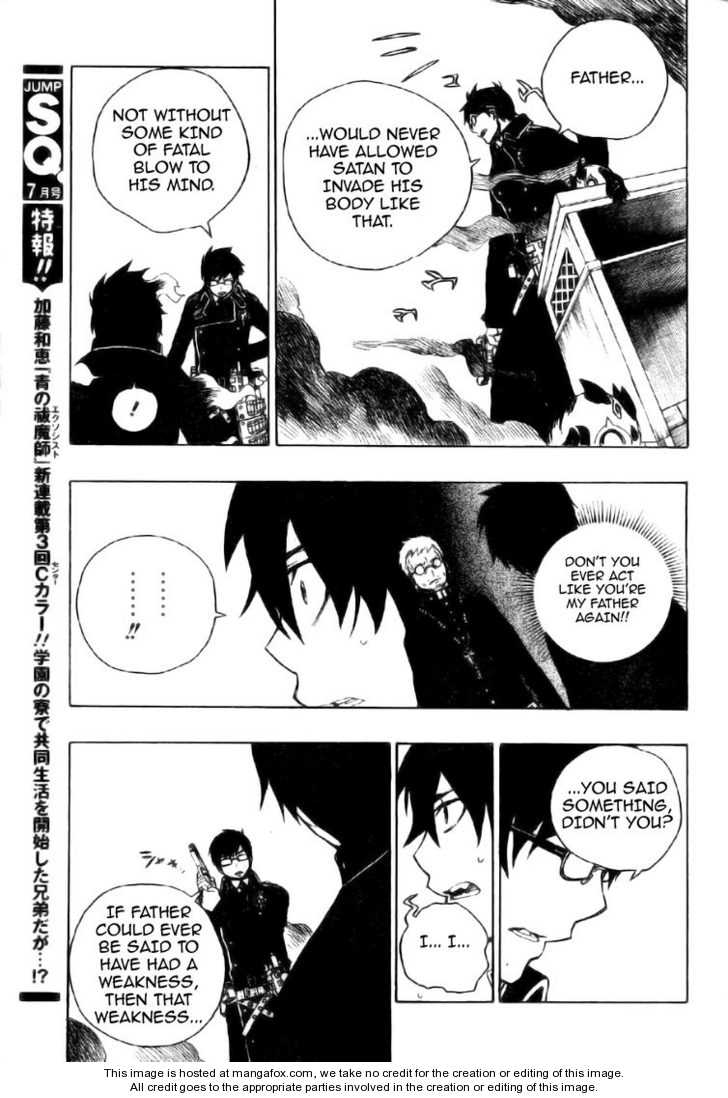 FATHER...
...WOULD NEVER
HAVE ALLOWED
SATAN TO
INVADE HIS
BODY LIKE
THAT.
NOT WITHOUT
SOME KIND
OF FATAL
BLOW TO
HIS MIND.
!
DON'T YOU
EVER ACT
LIKE YOU'RE
MY FATHER
AGAIN!!
......
......
!!
...YOU SAID
SOMETHING,
DIDN'T YOU?
I... I...
IF FATHER
COULD EVER
BE SAID TO
HAVE HAD A
WEAKNESS,
THEN THAT
WEAKNESS...
JUMP
SQ.
7月号
特報!!
加藤和恵「青の祓魔師」新連載第3回Cカラー!!学園の寮で共同生活を開始した兄弟だが…!?
エクソシスト
センター
This image is hosted at mangafox.com, we take no credit for the creation or editing of this image.
All credit goes to the appropriate parties involved in the creation or editing of this image.